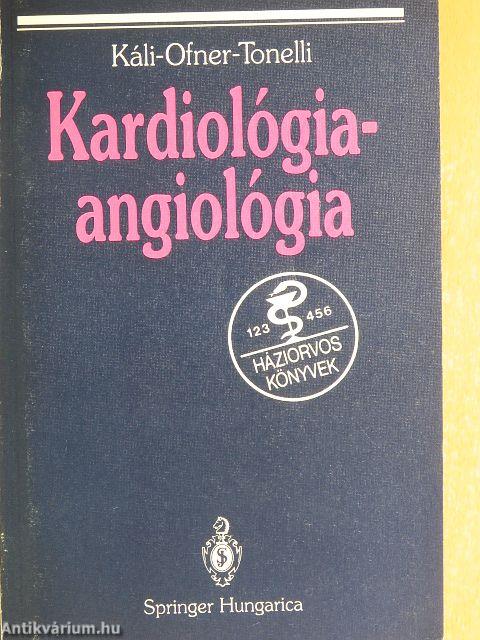 Káli-Ofner-Tonelli
Kardiológia-
angiológia
123 456
HÁZIORVOS
KÖNYVEK
Springer Hungarica
Antikvárium.hu